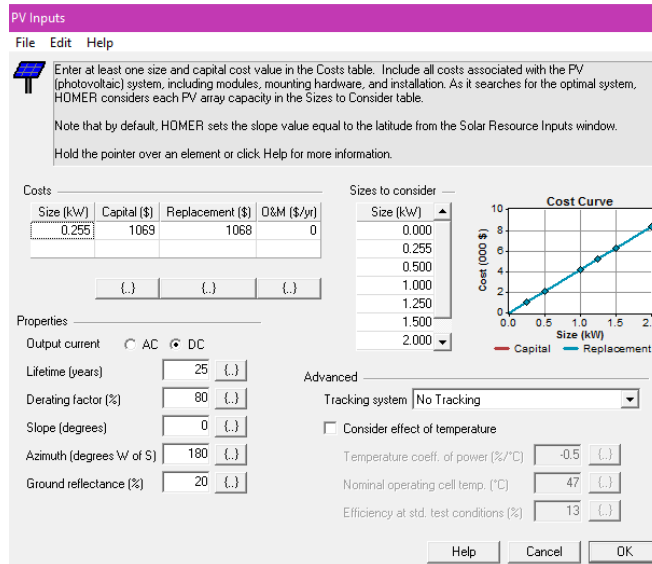 PV Inputs
File Edit Help
Enter at least one size and capital cost value in the Costs table. Include all costs associated with the PV
(photovoltaic) system, including modules, mounting hardware, and installation. As it searches for the optimal system,
HOMER considers each PV array capacity in the Sizes to Consider table.
Note that by default, HOMER sets the slope value equal to the latitude from the Solar Resource Inputs window.
Hold the pointer over an element or click Help for more information.
Costs
Size (kW) Capital ($) Replacement ($) O&M ($/yr)
0.255 1069 1068 0
{..} {..} {..}
Sizes to consider
Size (kW)
0.000
0.255
0.500
1.000
1.250
1.500
2.000
Cost Curve
Cost (000 $)
10
8
6
4
2
0
0.0 0.5 1.0 1.5 2.
Size (kW)
Capital Replacement
Properties
Output current AC DC
Lifetime (years) 25 {..}
Derating factor (%) 80 {..}
Slope (degrees) 0 {..}
Azimuth (degrees W of S) 180 {..}
Ground reflectance (%) 20 {..}
Advanced
Tracking system No Tracking
Consider effect of temperature
Temperature coeff. of power (%/°C) -0.5 {..}
Nominal operating cell temp. (°C) 47 {..}
Efficiency at std. test conditions (%) 13 {..}
Help Cancel OK